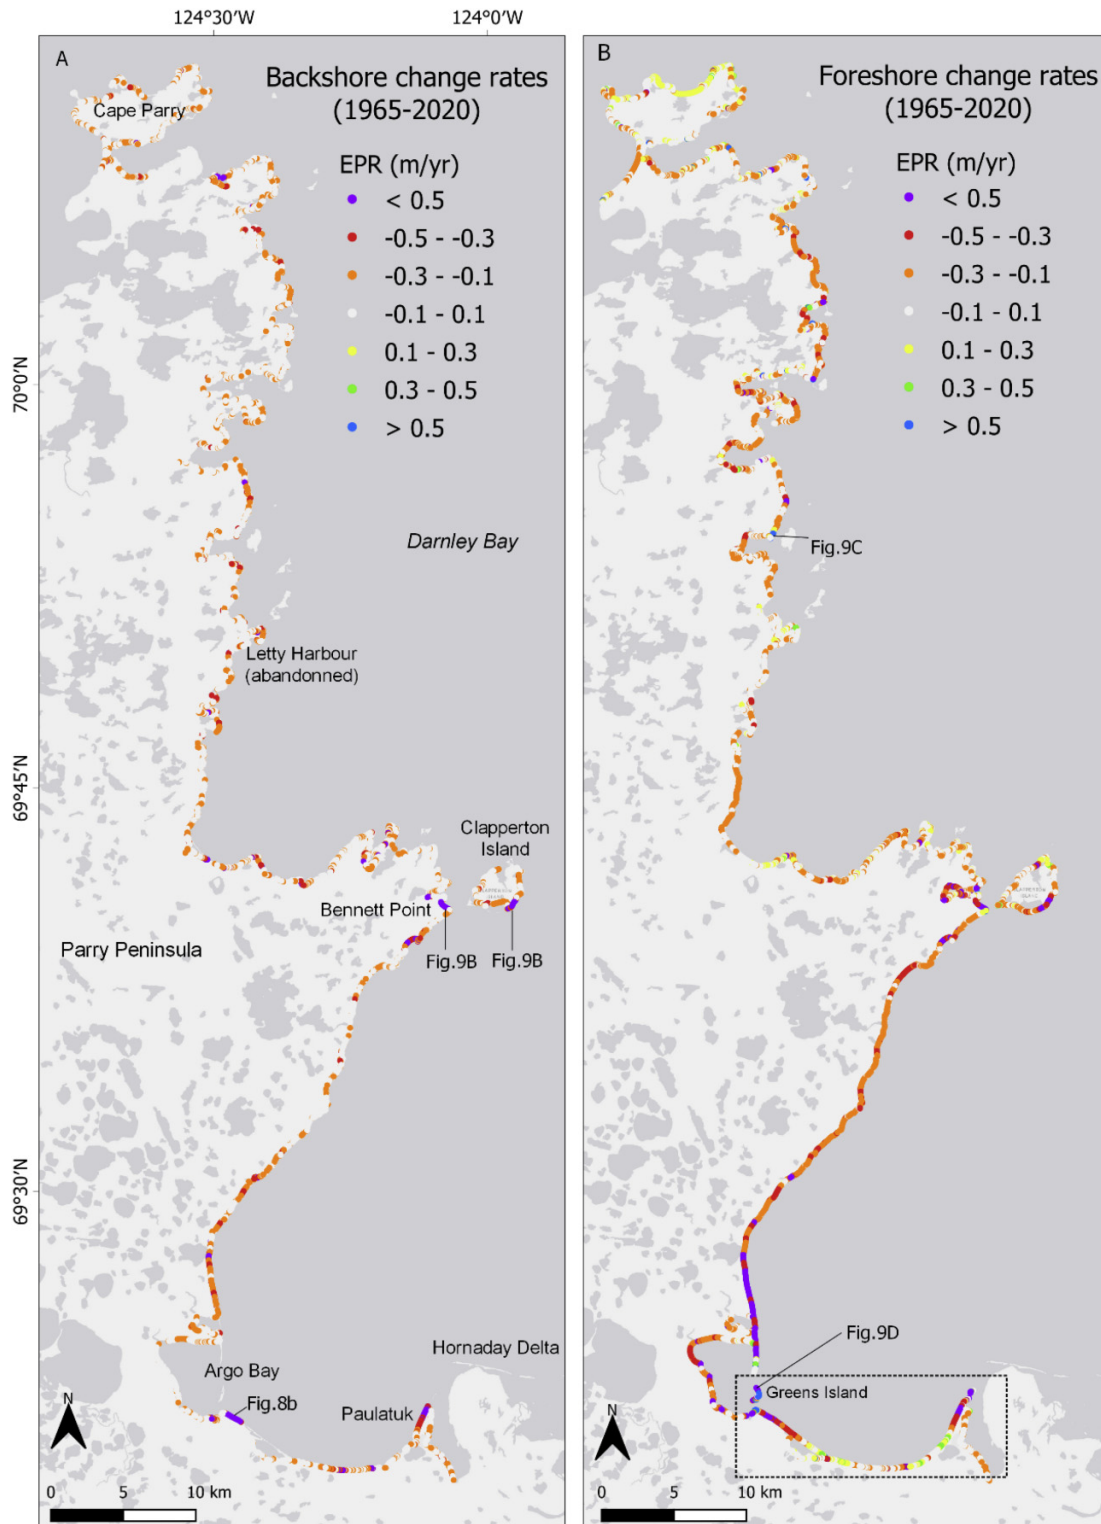 124°30'W
124°0'W
A
Backshore change rates
(1965-2020)
Cape Parry
EPR (m/yr)
< 0.5
-0.5 - -0.3
-0.3 - -0.1
-0.1 - 0.1
0.1 - 0.3
0.3 - 0.5
> 0.5
70°0'N
Darnley Bay
Letty Harbour
(abandonned)
69°45'N
Clapperton
Island
Bennett Point
Parry Peninsula
Fig.9B
Fig.9B
69°30'N
Hornaday Delta
Argo Bay
Fig.8b
Paulatuk
N
0
5
10 km
B
Foreshore change rates
(1965-2020)
EPR (m/yr)
< 0.5
-0.5 - -0.3
-0.3 - -0.1
-0.1 - 0.1
0.1 - 0.3
0.3 - 0.5
> 0.5
Fig.9C
Fig.9D
Greens Island
N
0
5
10 km